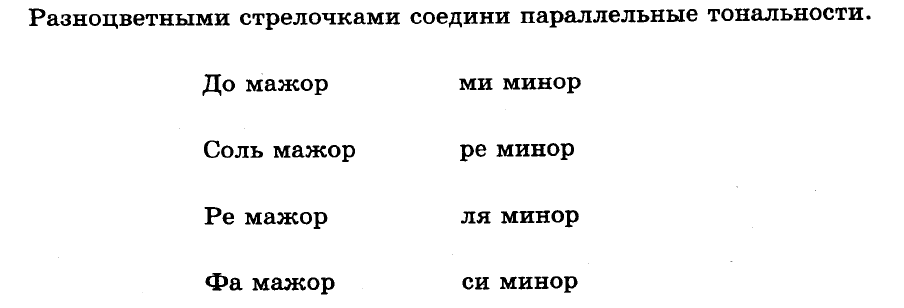 Разноцветными стрелочками соедини параллельные тональности.
До мажор ми минор
Соль мажор ре минор
Ре мажор ля минор
Фа мажор си минор